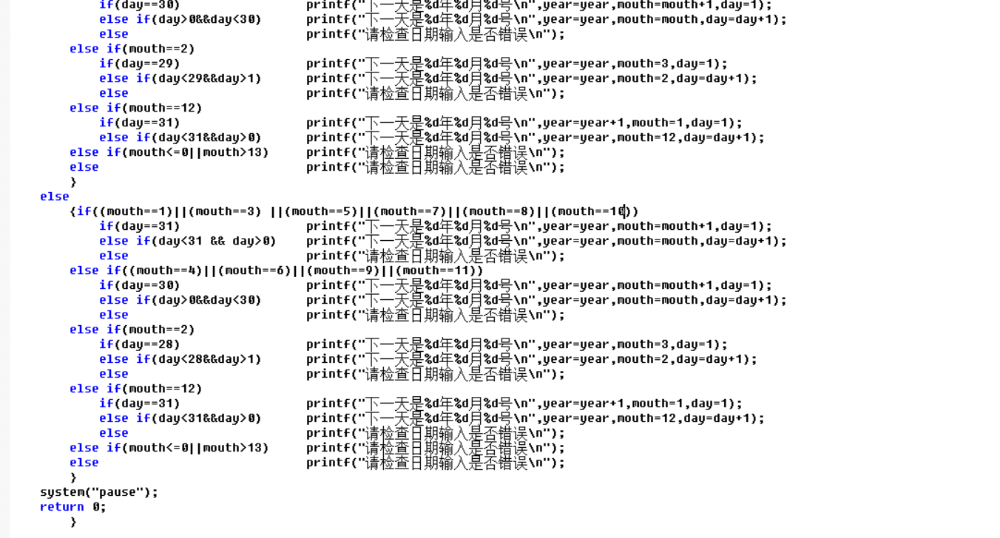 if(day==30) printf("下一天是%d年%d月%d号\n",year=year,mouth=mouth+1,day=1);
else if(day>0&&day<30) printf("下一天是%d年%d月%d号\n",year=year,mouth=mouth,day=day+1);
else printf("请检查日期输入是否错误\n");
else if(mouth==2)
if(day==29) printf("下一天是%d年%d月%d号\n",year=year,mouth=3,day=1);
else if(day<29&&day>1) printf("下一天是%d年%d月%d号\n",year=year,mouth=2,day=day+1);
else printf("请检查日期输入是否错误\n");
else if(mouth==12)
if(day==31) printf("下一天是%d年%d月%d号\n",year=year+1,mouth=1,day=1);
else if(day<31&&day>0) printf("下一天是%d年%d月%d号\n",year=year,mouth=12,day=day+1);
else if(mouth<=0||mouth>13) printf("请检查日期输入是否错误\n");
else printf("请检查日期输入是否错误\n");
}
else
{if((mouth==1)||(mouth==3) ||(mouth==5)||(mouth==7)||(mouth==8)||(mouth==10))
if(day==31) printf("下一天是%d年%d月%d号\n",year=year,mouth=mouth+1,day=1);
else if(day<31 && day>0) printf("下一天是%d年%d月%d号\n",year=year,mouth=mouth,day=day+1);
else printf("请检查日期输入是否错误\n");
else if((mouth==4)||(mouth==6)||(mouth==9)||(mouth==11))
if(day==30) printf("下一天是%d年%d月%d号\n",year=year,mouth=mouth+1,day=1);
else if(day>0&&day<30) printf("下一天是%d年%d月%d号\n",year=year,mouth=mouth,day=day+1);
else printf("请检查日期输入是否错误\n");
else if(mouth==2)
if(day==28) printf("下一天是%d年%d月%d号\n",year=year,mouth=3,day=1);
else if(day<28&&day>1) printf("下一天是%d年%d月%d号\n",year=year,mouth=2,day=day+1);
else printf("请检查日期输入是否错误\n");
else if(mouth==12)
if(day==31) printf("下一天是%d年%d月%d号\n",year=year+1,mouth=1,day=1);
else if(day<31&&day>0) printf("下一天是%d年%d月%d号\n",year=year,mouth=12,day=day+1);
else printf("请检查日期输入是否错误\n");
else if(mouth<=0||mouth>13) printf("请检查日期输入是否错误\n");
else printf("请检查日期输入是否错误\n");
}
system("pause");
return 0;
}